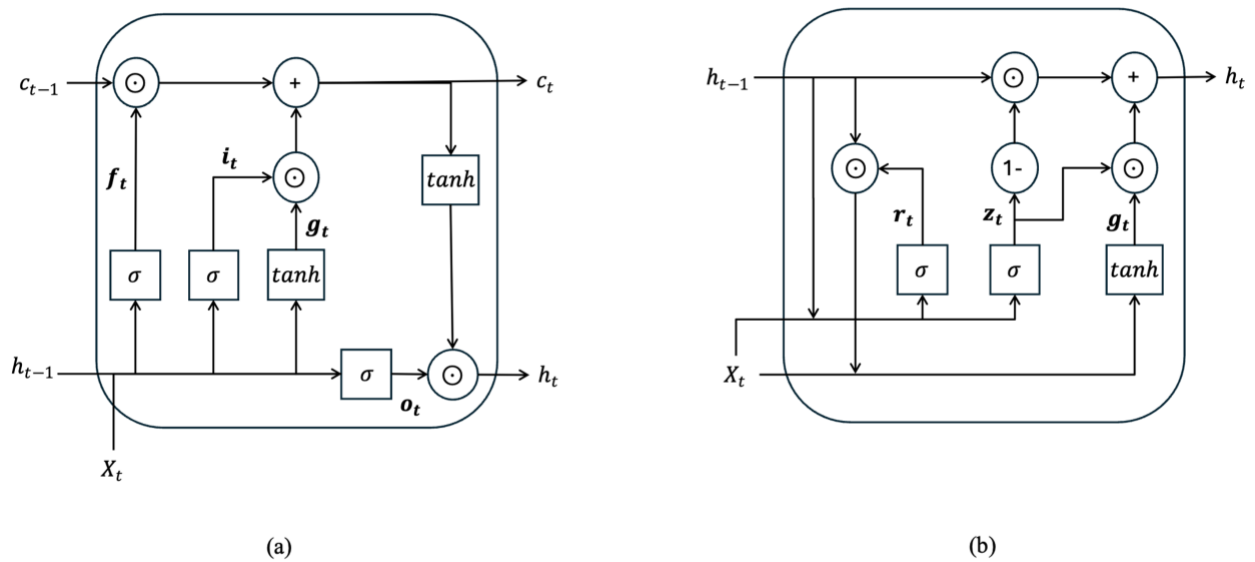 c_{t-1}
⊙
+
c_t
f_t
i_t
⊙
tanh
g_t
σ
σ
tanh
h_{t-1}
σ
⊙
h_t
o_t
X_t
(a)
h_{t-1}
⊙
+
h_t
⊙
1-
⊙
r_t
z_t
g_t
σ
σ
tanh
X_t
(b)